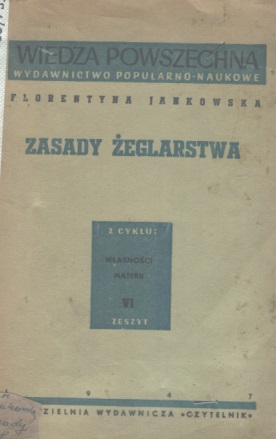 WIEDZA POWSZECHNA
WYDAWNICTWO POPULARNO-NAUKOWE
FLORENTYNA JANKOWSKA
ZASADY ŻEGLARSTWA
Z CYKLU:
WŁASNOŚCI
MATERII
VI
ZESZYT
9 4 7
ZIELNIA WYDAWNICZA «CZYTELNIK»